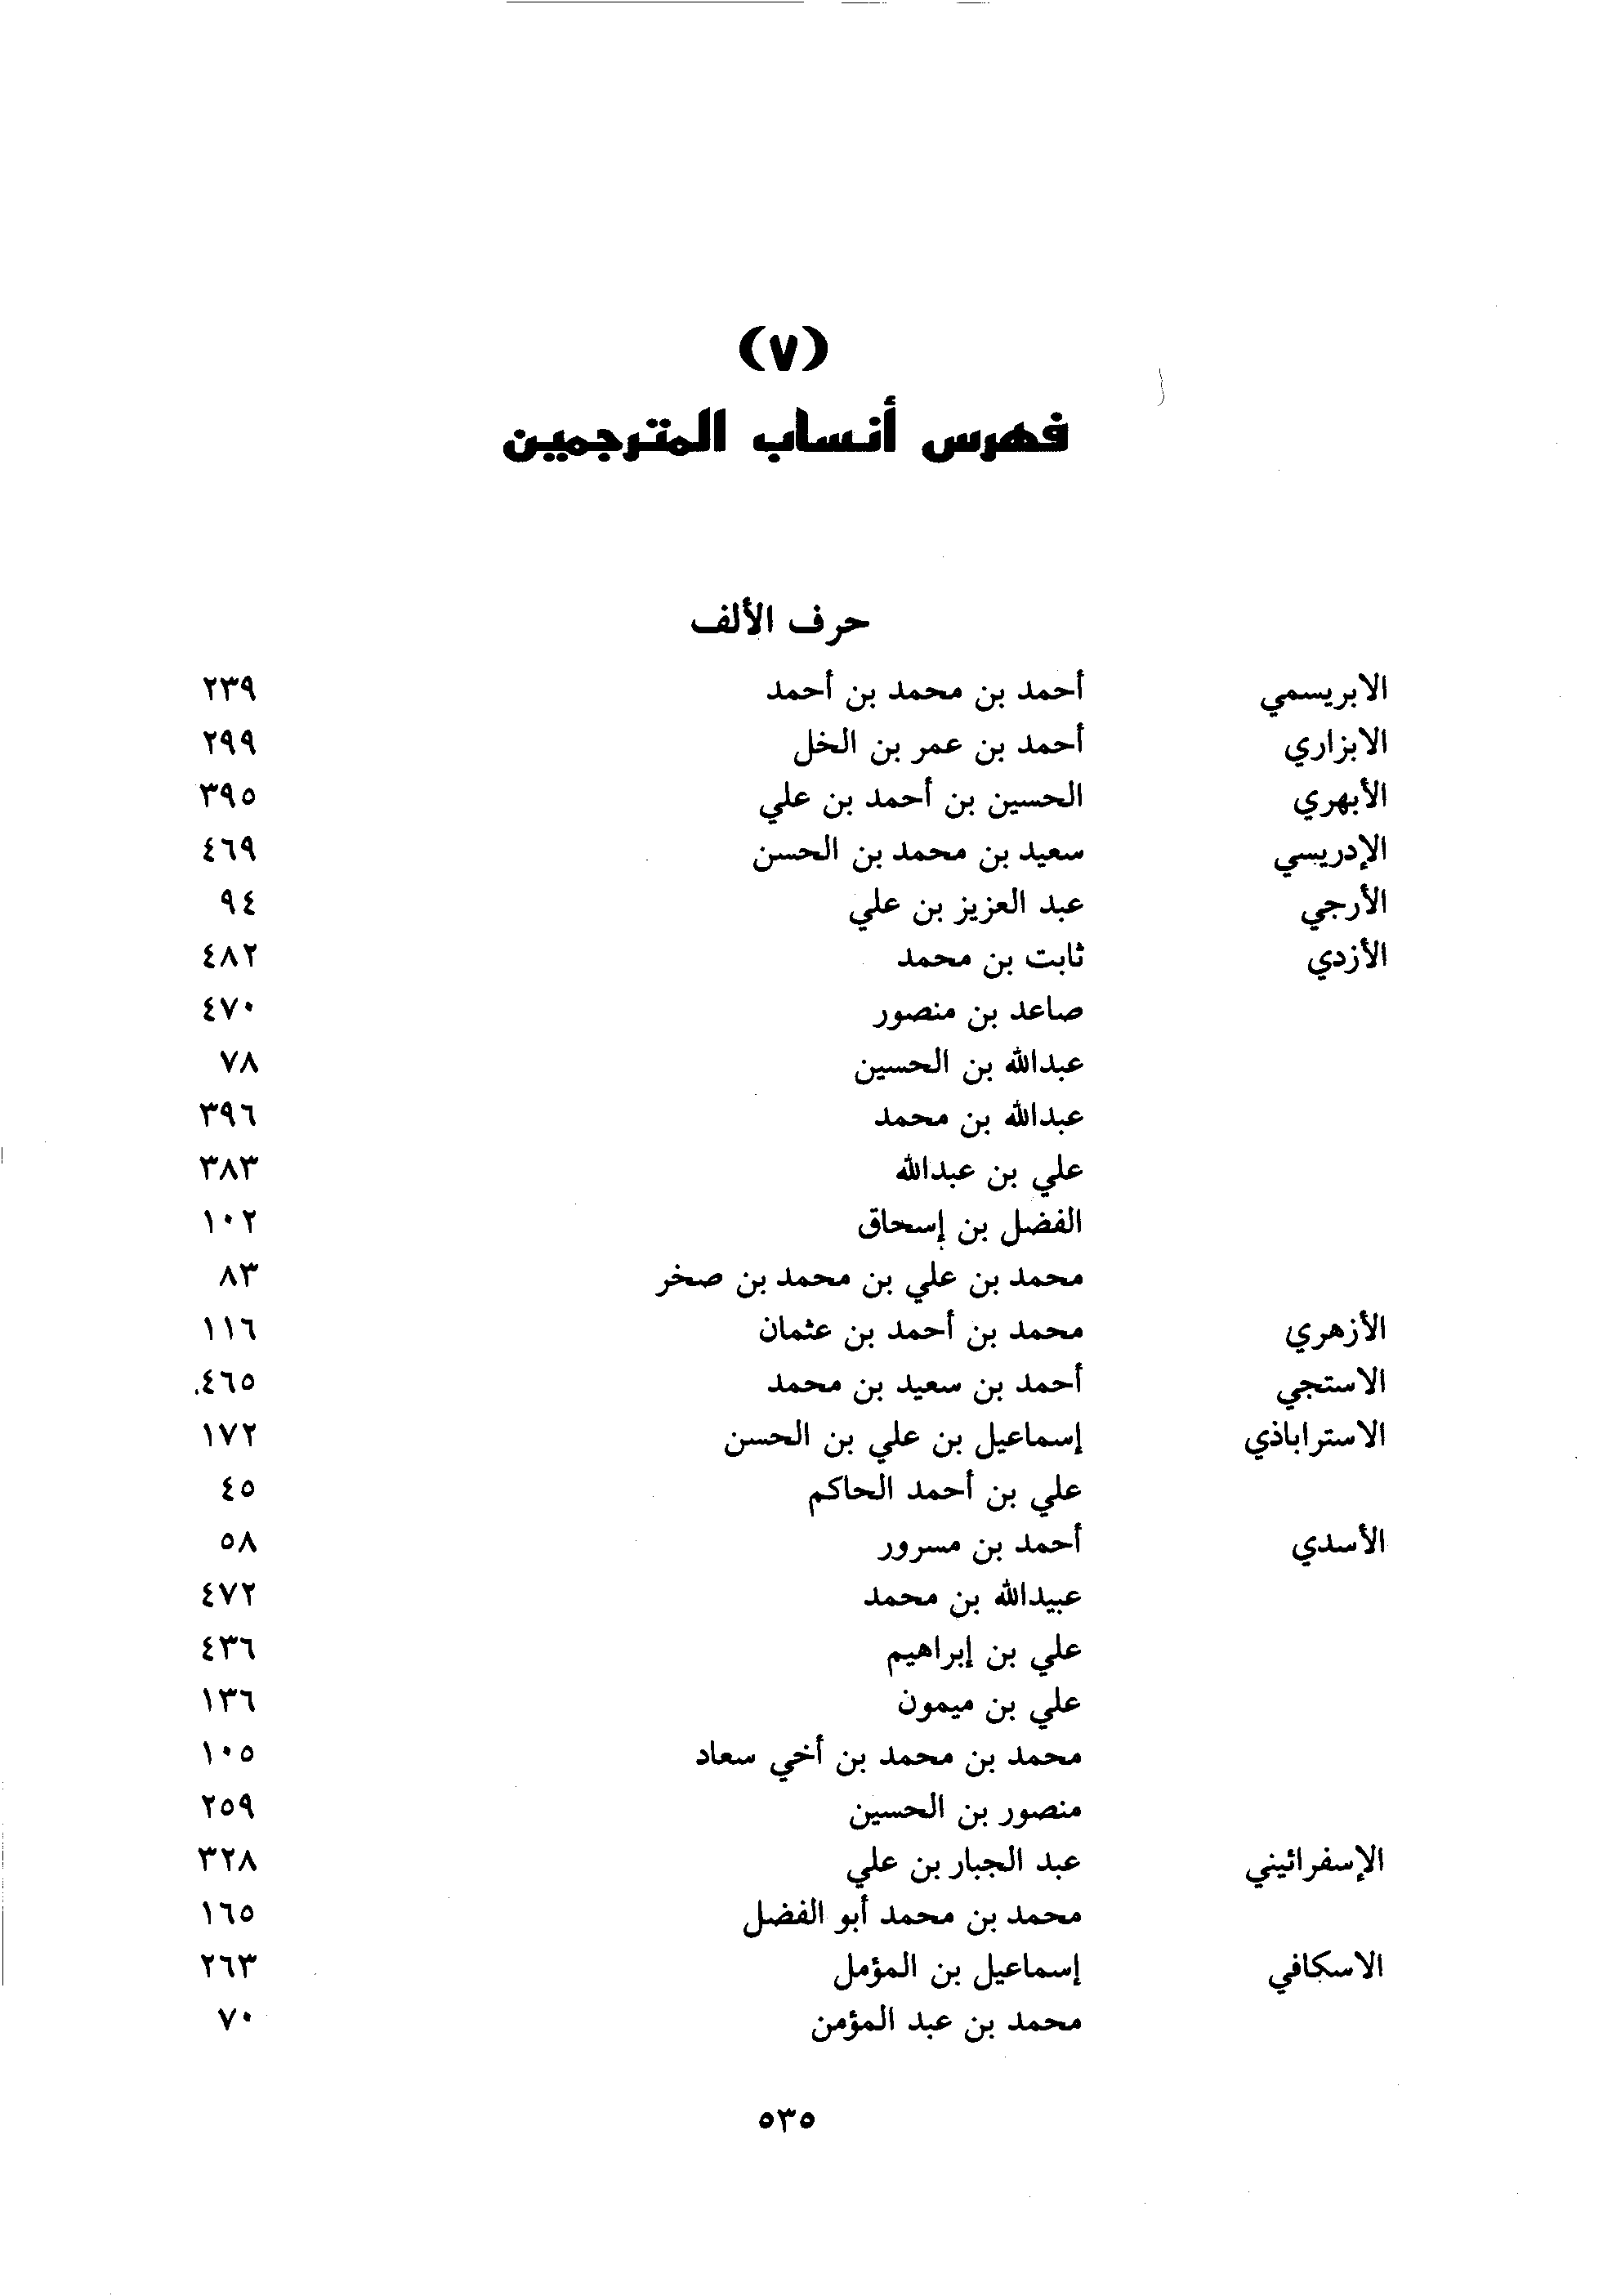 (٧)
فهرس أنساب المترجمين
حرف الألف
الابريسمي أحمد بن محمد بن أحمد ٢٣٩
الابزاري أحمد بن عمر بن الخل ٢٩٩
الأبهري الحسين بن أحمد بن علي ٣٩٥
الإدريسي سعيد بن محمد بن الحسن ٤٦٩
الأرجي عبد العزيز بن علي ٩٤
الأزدي ثابت بن محمد ٤٨٢
صاعد بن منصور ٤٧٠
عبدالله بن الحسين ٧٨
عبدالله بن محمد ٣٩٦
علي بن عبدالله ٣٨٣
الفضل بن إسحاق ١٠٢
محمد بن علي بن محمد بن صخر ٨٣
الأزهري محمد بن أحمد بن عثمان ١١٦
الاستجي أحمد بن سعيد بن محمد ٤٦٥.
الاستراباذي إسماعيل بن علي بن الحسن ١٧٢
علي بن أحمد الحاكم ٤٥
الأسدي أحمد بن مسرور ٥٨
عبيدالله بن محمد ٤٧٢
علي بن إبراهيم ٤٣٦
علي بن ميمون ١٣٦
محمد بن محمد بن أخي سعاد ١٠٥
منصور بن الحسين ٢٥٩
الإسفرائيني عبد الجبار بن علي ٣٢٨
محمد بن محمد أبو الفضل ١٦٥
الاسكافي إسماعيل بن المؤمل ٢٦٣
محمد بن عبد المؤمن ٧٠
٥٣٥